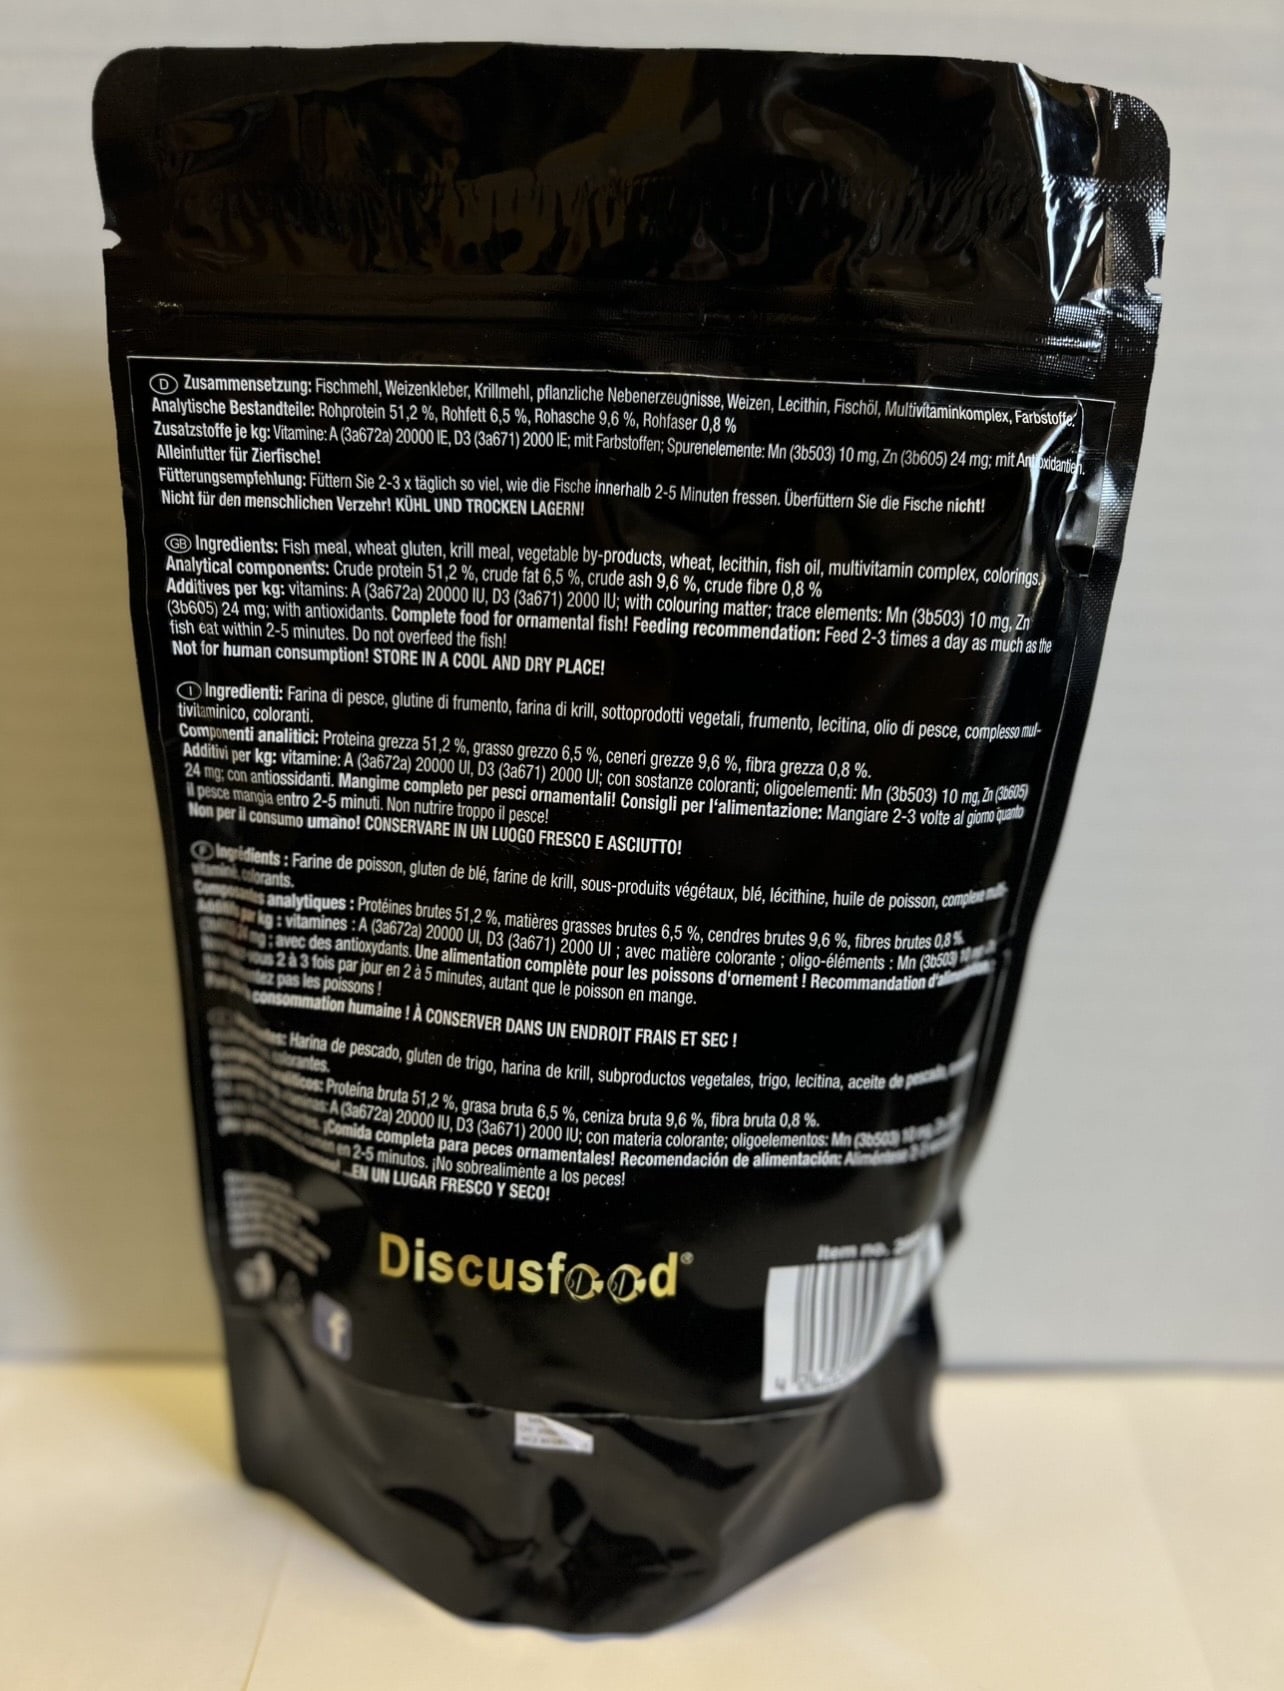 D Zusammensetzung: Fischmehl, Weizenkleber, Krillmehl, pflanzliche Nebenerzeugnisse, Weizen, Lecithin, Fischöl, Multivitaminkomplex, Farbstoffe.
Analytische Bestandteile: Rohprotein 51,2 %, Rohfett 6,5 %, Rohasche 9,6 %, Rohfaser 0,8 %
Zusatzstoffe je kg: Vitamine: A (3a672a) 20000 IE, D3 (3a671) 2000 IE; mit Farbstoffen; Spurenelemente: Mn (3b503) 10 mg, Zn (3b605) 24 mg; mit Antioxidantien.
Alleinfutter für Zierfische!
Fütterungsempfehlung: Füttern Sie 2-3 x täglich so viel, wie die Fische innerhalb 2-5 Minuten fressen. Überfüttern Sie die Fische nicht!
Nicht für den menschlichen Verzehr! KÜHL UND TROCKEN LAGERN!
GB Ingredients: Fish meal, wheat gluten, krill meal, vegetable by-products, wheat, lecithin, fish oil, multivitamin complex, colorings.
Analytical components: Crude protein 51,2 %, crude fat 6,5 %, crude ash 9,6 %, crude fibre 0,8 %
Additives per kg: vitamins: A (3a672a) 20000 IU, D3 (3a671) 2000 IU; with colouring matter; trace elements: Mn (3b503) 10 mg, Zn
(3b605) 24 mg; with antioxidants. Complete food for ornamental fish! Feeding recommendation: Feed 2-3 times a day as much as the
fish eat within 2-5 minutes. Do not overfeed the fish!
Not for human consumption! STORE IN A COOL AND DRY PLACE!
I Ingredienti: Farina di pesce, glutine di frumento, farina di krill, sottoprodotti vegetali, frumento, lecitina, olio di pesce, complesso mul-
tivitaminico, coloranti.
Componenti analitici: Proteina grezza 51,2 %, grasso grezzo 6,5 %, ceneri grezze 9,6 %, fibra grezza 0,8 %.
Additivi per kg: vitamine: A (3a672a) 20000 UI, D3 (3a671) 2000 UI; con sostanze coloranti; oligoelementi: Mn (3b503) 10 mg, Zn (3b605)
24 mg; con antiossidanti. Mangime completo per pesci ornamentali! Consigli per l'alimentazione: Mangiare 2-3 volte al giorno quanto
il pesce mangia entro 2-5 minuti. Non nutrire troppo il pesce!
Non per il consumo umano! CONSERVARE IN UN LUOGO FRESCO E ASCIUTTO!
F Ingrédients : Farine de poisson, gluten de blé, farine de krill, sous-produits végétaux, blé, lécithine, huile de poisson, complexe multi-
vitaminé, colorants.
Composantes analytiques : Protéines brutes 51,2 %, matières grasses brutes 6,5 %, cendres brutes 9,6 %, fibres brutes 0,8 %
par kg : vitamines : A (3a672a) 20000 UI, D3 (3a671) 2000 UI ; avec matière colorante ; oligo-éléments : Mn (3b503) 10
mg ; avec des antioxydants. Une alimentation complète pour les poissons d'ornement ! Recommandation d'alimentation
2 à 3 fois par jour en 2 à 5 minutes, autant que le poisson en mange.
pas les poissons !
consommation humaine ! À CONSERVER DANS UN ENDROIT FRAIS ET SEC !
Harina de pescado, gluten de trigo, harina de krill, subproductos vegetales, trigo, lecitina, aceite de pescado
colorantes.
Proteína bruta 51,2 %, grasa bruta 6,5 %, ceniza bruta 9,6 %, fibra bruta 0,8 %.
A (3a672a) 20000 IU, D3 (3a671) 2000 IU; con materia colorante; oligoelementos: Mn (3b503) 10
¡Comida completa para peces ornamentales! Recomendación de alimentación: Aliméntese
en 2-5 minutos. ¡No sobrealimente a los peces!
EN UN LUGAR FRESCO Y SECO!
Discusfood®
Item no.
f